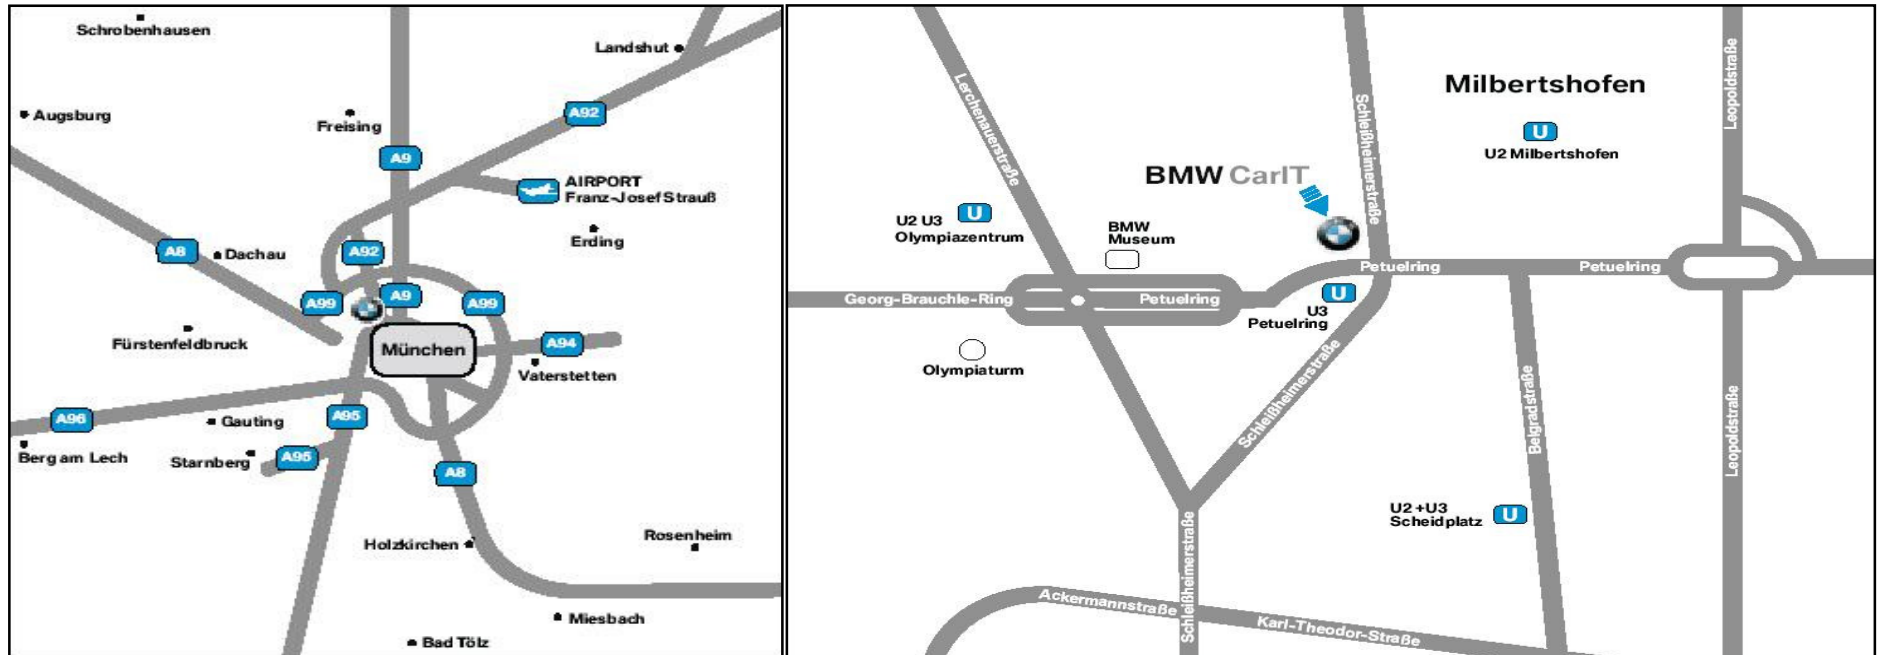 Schrobenhausen
Landshut
A92
Augsburg
Freising
A9
AIRPORT
Franz-Josef Strauß
Erding
A8
Dachau
A92
A99
A9
A99
Fürstenfeldbruck
München
A94
Vaterstetten
A96
Gauting
A95
Berg am Lech
Starnberg
A95
A8
Holzkirchen
Rosenheim
Miesbach
Bad Tölz
Milbertshofen
Lerchenauerstraße
Schleißheimerstraße
Leopoldstraße
U
U2 Milbertshofen
BMW CarIT
U2 U3
Olympiazentrum
U
BMW
Museum
Petuelring
Petuelring
Georg-Brauchle-Ring
Petuelring
U
U3
Petuelring
Olympiaturm
Schleißheimerstraße
Belgradstraße
Leopoldstraße
U2 +U3
Scheidplatz
U
Schleißheimerstraße
Ackermannstraße
Karl-Theodor-Straße